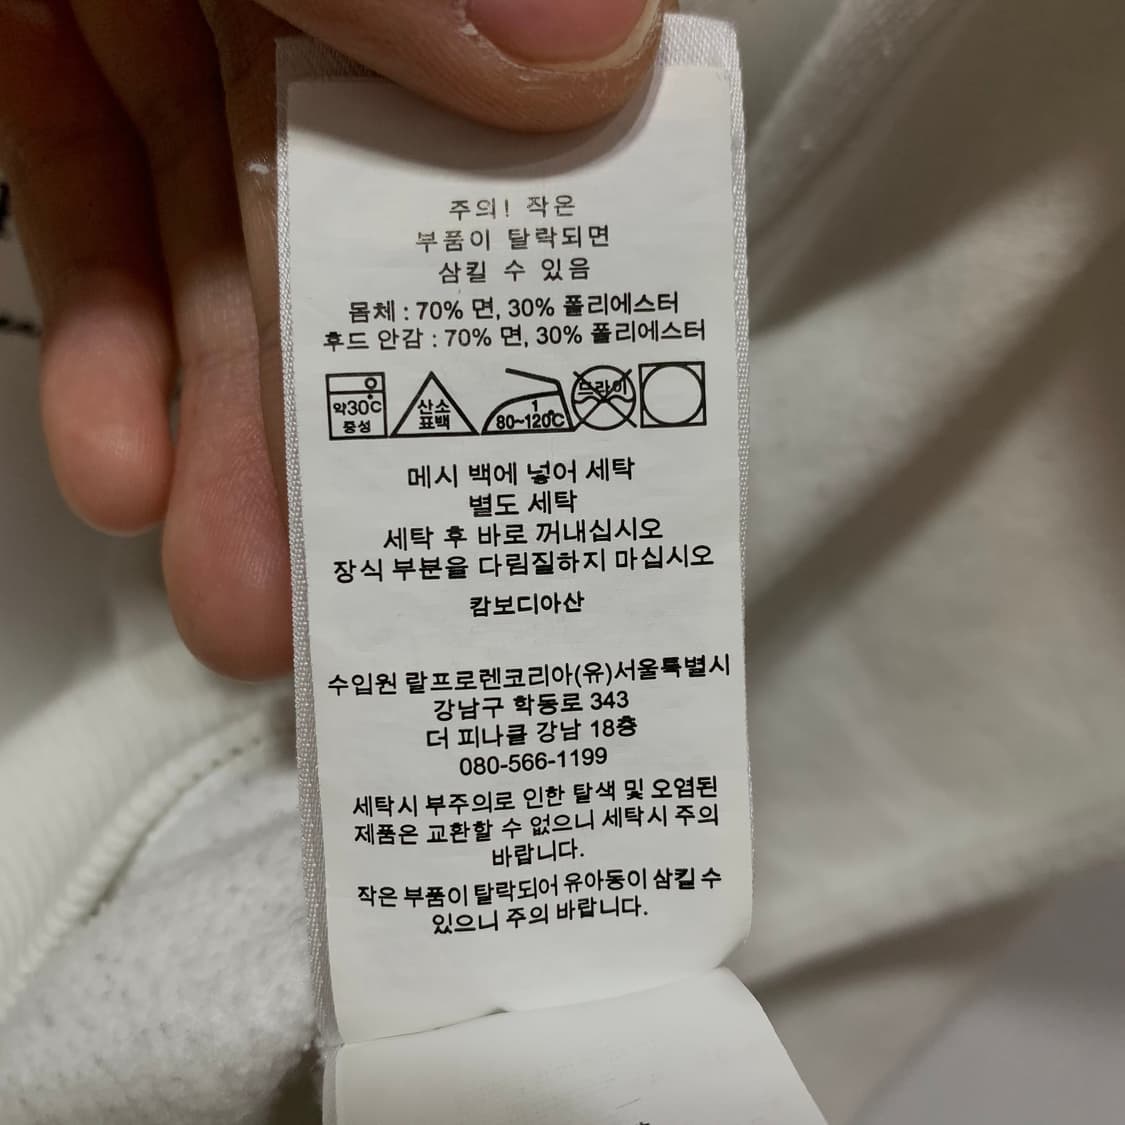 주의! 작은
부품이 탈락되면
삼킬 수 있음
몸체 : 70% 면, 30% 폴리에스터
후드 안감 : 70% 면, 30% 폴리에스터
약30℃
중성
산소
표백
1
80~120℃
드라이
메시 백에 넣어 세탁
별도 세탁
세탁 후 바로 꺼내십시오
장식 부분을 다림질하지 마십시오
캄보디아산
수입원 랄프로렌코리아(유)서울특별시
강남구 학동로 343
더 피나클 강남 18층
080-566-1199
세탁시 부주의로 인한 탈색 및 오염된
제품은 교환할 수 없으니 세탁시 주의
바랍니다.
작은 부품이 탈락되어 유아동이 삼킬 수
있으니 주의 바랍니다.